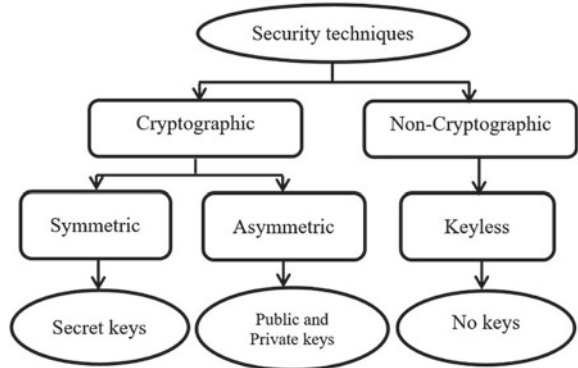 Security techniques
Cryptographic
Non-Cryptographic
Symmetric
Asymmetric
Keyless
Secret keys
Public and
Private keys
No keys